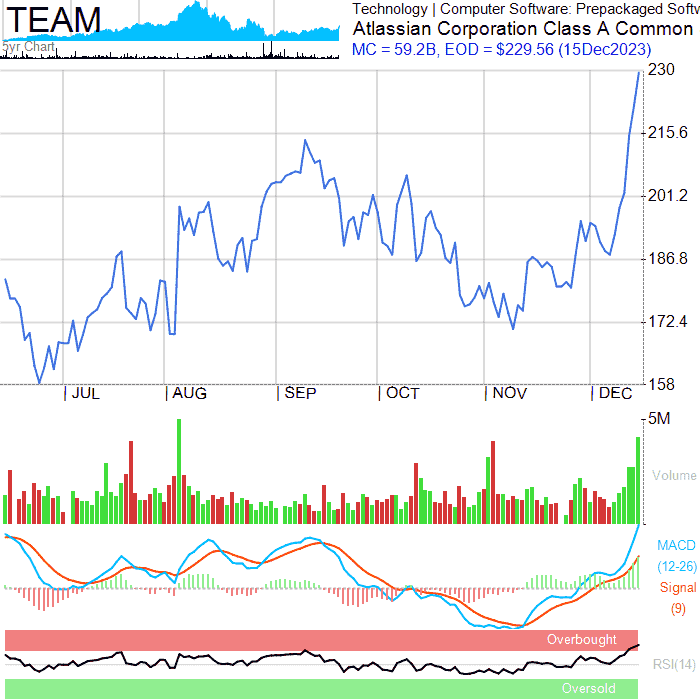 TEAM
5yr Chart
Technology | Computer Software: Prepackaged Softw
Atlassian Corporation Class A Common
MC = 59.2B, EOD = $229.56 (15Dec2023)
230
215.6
201.2
186.8
172.4
158
| JUL | AUG | SEP | OCT | NOV | DEC
5M
Volume
MACD
(12-26)
Signal
(9)
Overbought
RSI(14)
Oversold